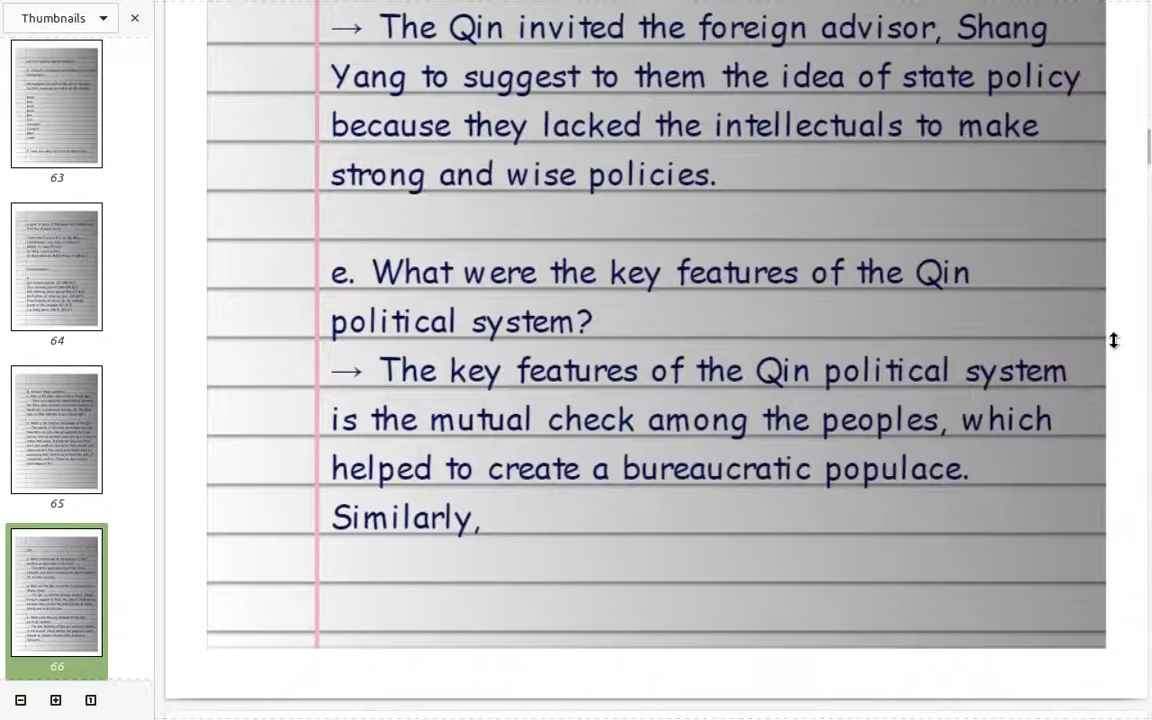 Thumbnails
63
64
65
66
→ The Qin invited the foreign advisor, Shang
Yang to suggest to them the idea of state policy
because they lacked the intellectuals to make
strong and wise policies.
e. What were the key features of the Qin
political system?
→ The key features of the Qin political system
is the mutual check among the peoples, which
helped to create a bureaucratic populace.
Similarly,